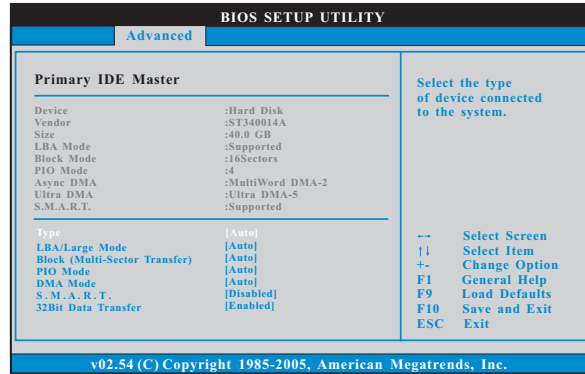 BIOS SETUP UTILITY
Advanced
Primary IDE Master
Device :Hard Disk
Vendor :ST340014A
Size :40.0 GB
LBA Mode :Supported
Block Mode :16Sectors
PIO Mode :4
Async DMA :MultiWord DMA-2
Ultra DMA :Ultra DMA-5
S.M.A.R.T. :Supported
Type [Auto]
LBA/Large Mode [Auto]
Block (Multi-Sector Transfer) [Auto]
PIO Mode [Auto]
DMA Mode [Auto]
S.M.A.R.T. [Disabled]
32Bit Data Transfer [Enabled]
Select the type
of device connected
to the system.
←→ Select Screen
↑↓ Select Item
+- Change Option
F1 General Help
F9 Load Defaults
F10 Save and Exit
ESC Exit
v02.54 (C) Copyright 1985-2005, American Megatrends, Inc.